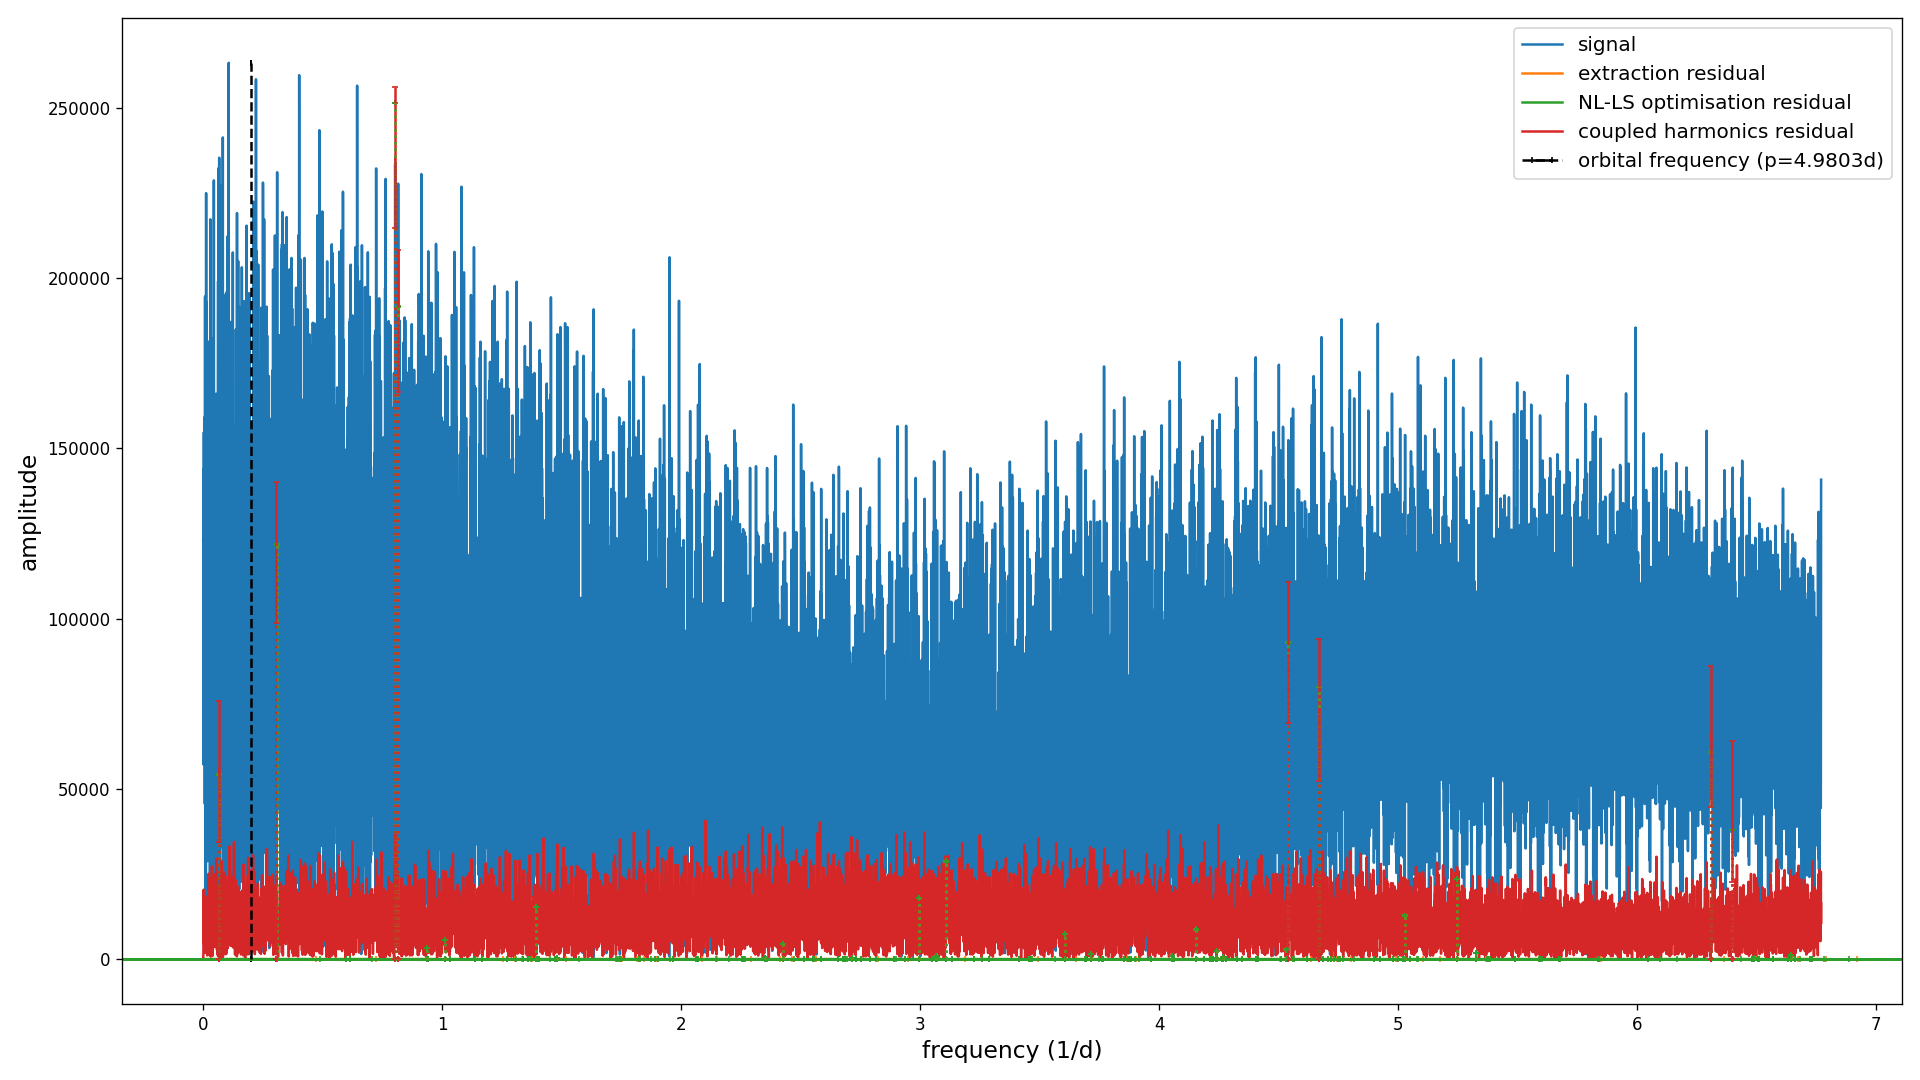 signal
extraction residual
NL-LS optimisation residual
coupled harmonics residual
orbital frequency (p=4.9803d)
amplitude
250000
200000
150000
100000
50000
0
0 1 2 3 4 5 6 7
frequency (1/d)